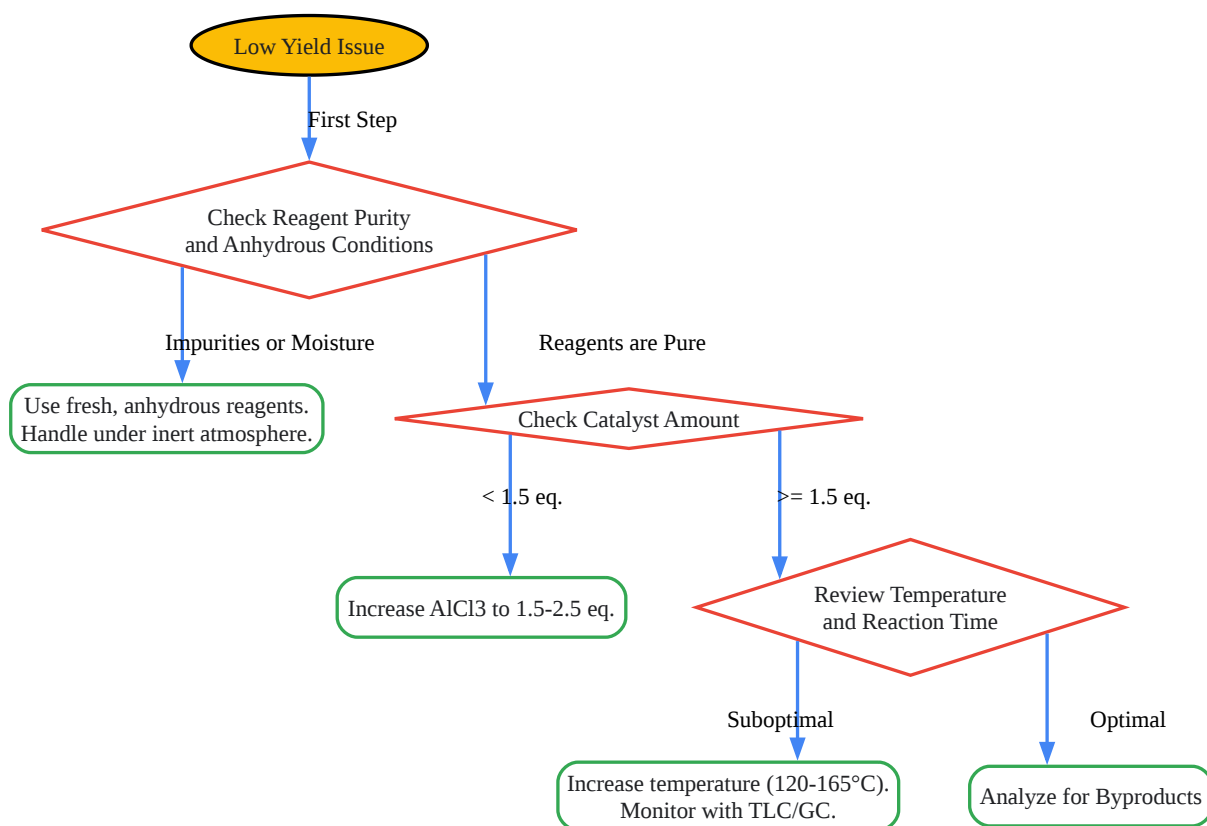 Low Yield Issue
First Step
Check Reagent Purity
and Anhydrous Conditions
Impurities or Moisture
Reagents are Pure
Use fresh, anhydrous reagents.
Handle under inert atmosphere.
Check Catalyst Amount
< 1.5 eq.
>= 1.5 eq.
Increase AlCl3 to 1.5-2.5 eq.
Review Temperature
and Reaction Time
Suboptimal
Optimal
Increase temperature (120-165°C).
Monitor with TLC/GC.
Analyze for Byproducts